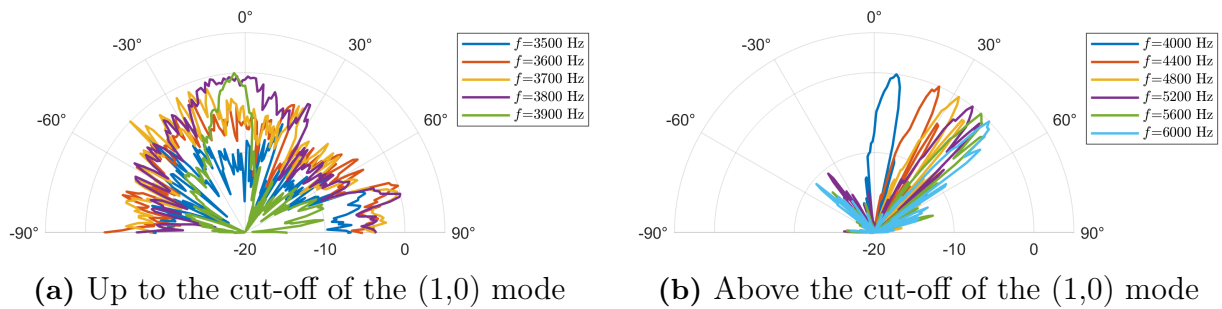 0°
-30°
30°
-60°
60°
-90°
90°
-20
-10
0
f=3500 Hz
f=3600 Hz
f=3700 Hz
f=3800 Hz
f=3900 Hz
(a) Up to the cut-off of the (1,0) mode
0°
-30°
30°
-60°
60°
-90°
90°
-20
-10
0
f=4000 Hz
f=4400 Hz
f=4800 Hz
f=5200 Hz
f=5600 Hz
f=6000 Hz
(b) Above the cut-off of the (1,0) mode